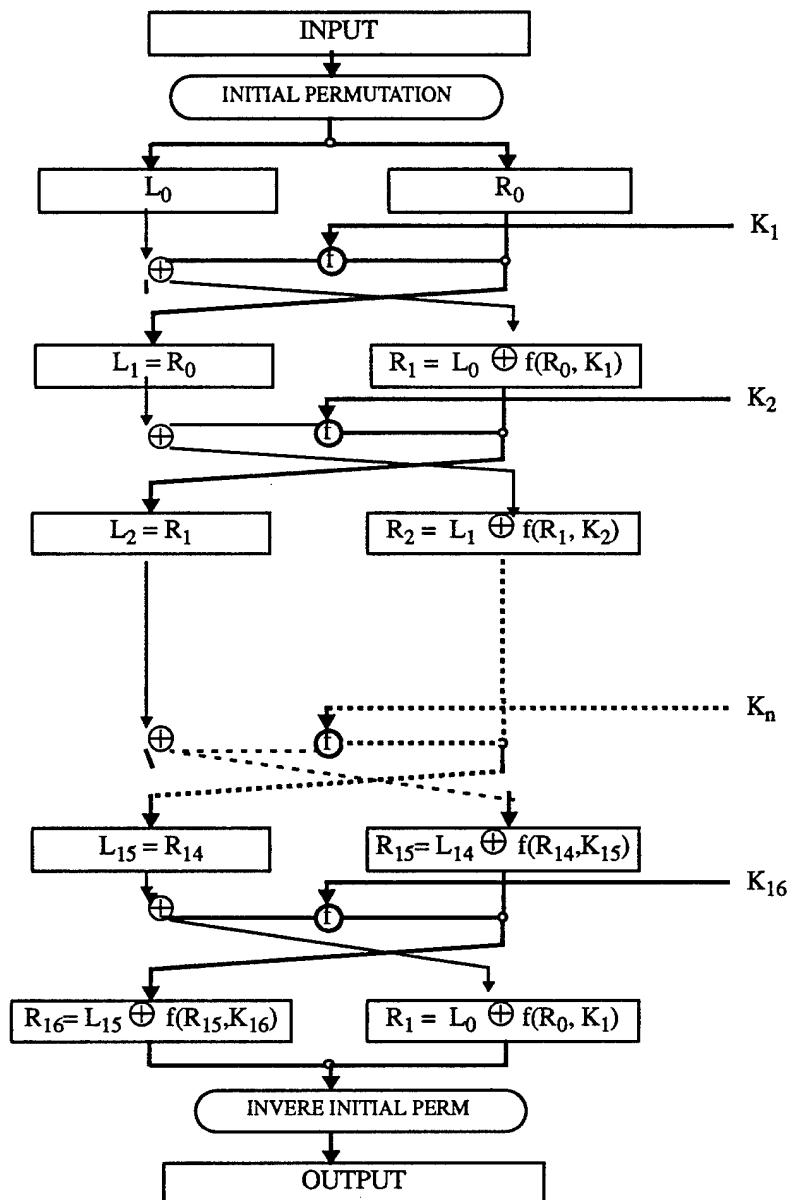 INPUT
INITIAL PERMUTATION
L₀
R₀
K₁
f
L₁ = R₀
R₁ = L₀ ⊕ f(R₀, K₁)
K₂
f
L₂ = R₁
R₂ = L₁ ⊕ f(R₁, K₂)
Kₙ
f
L₁₅ = R₁₄
R₁₅= L₁₄ ⊕ f(R₁₄,K₁₅)
K₁₆
f
R₁₆= L₁₅ ⊕ f(R₁₅,K₁₆)
R₁ = L₀ ⊕ f(R₀, K₁)
INVERE INITIAL PERM
OUTPUT